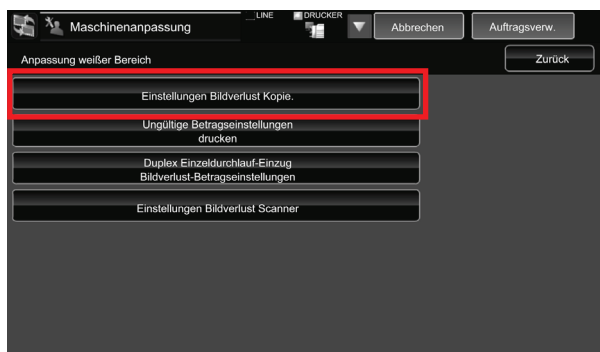 Maschinenanpassung
LINE
DRUCKER
Abbrechen
Auftragsverw.
Anpassung weißer Bereich
Zurück
Einstellungen Bildverlust Kopie.
Ungültige Betragseinstellungen
drucken
Duplex Einzeldurchlauf-Einzug
Bildverlust-Betragseinstellungen
Einstellungen Bildverlust Scanner